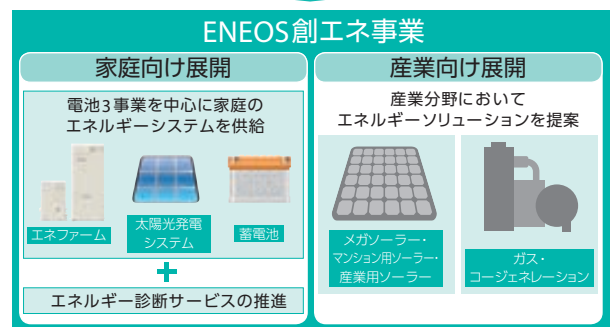 ENEOS創エネ事業
家庭向け展開
電池3事業を中心に家庭の
エネルギーシステムを供給
エネファーム
太陽光発電
システム
蓄電池
+
エネルギー診断サービスの推進
産業向け展開
産業分野において
エネルギーソリューションを提案
メガソーラー・
マンション用ソーラー・
産業用ソーラー
ガス・
コージェネレーション